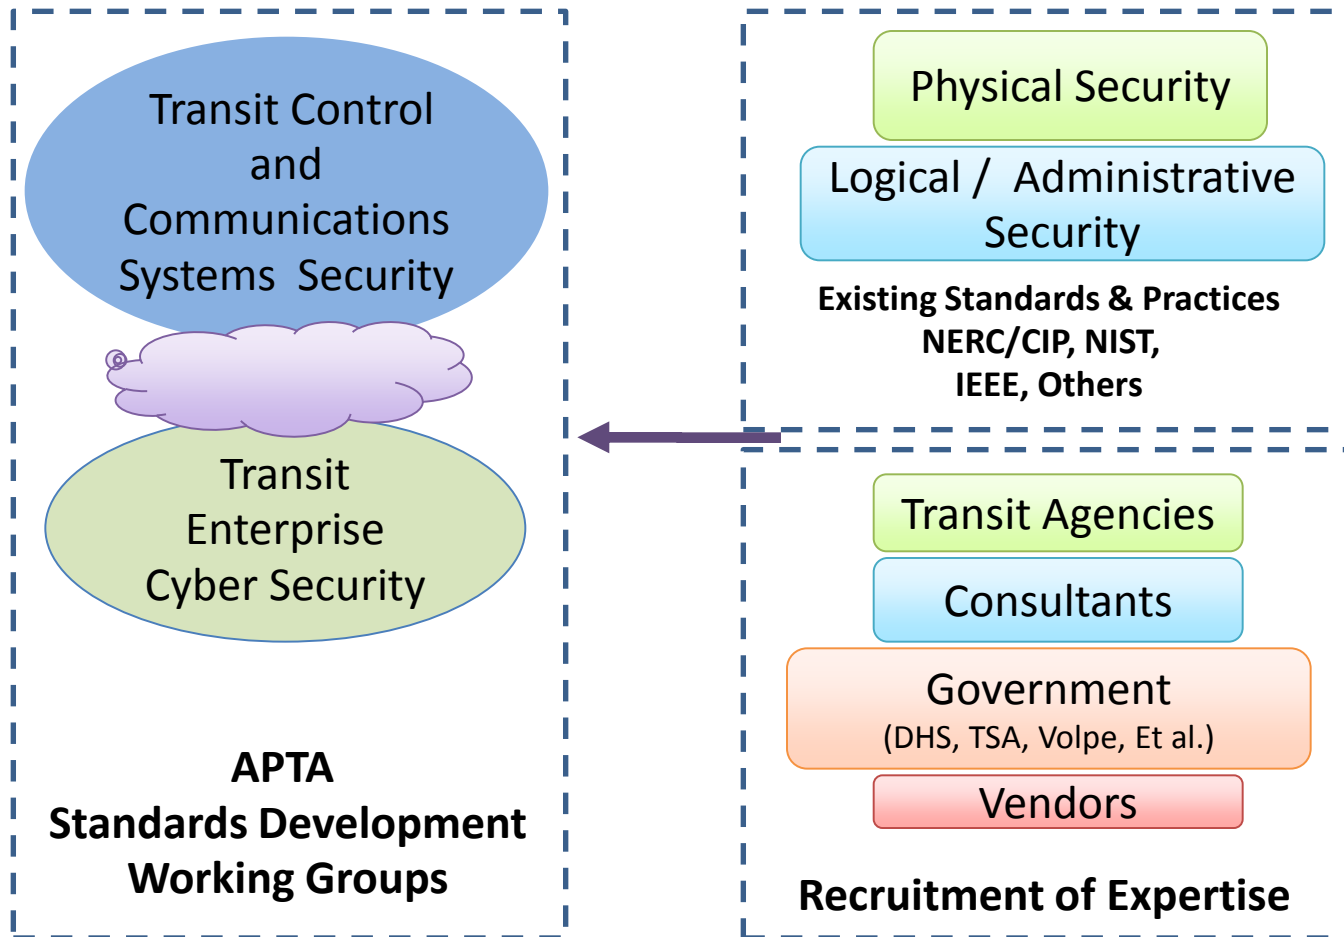 Transit Control
and
Communications
Systems Security
Transit
Enterprise
Cyber Security
APTA
Standards Development
Working Groups
Physical Security
Logical / Administrative
Security
Existing Standards & Practices
NERC/CIP, NIST,
IEEE, Others
Transit Agencies
Consultants
Government
(DHS, TSA, Volpe, Et al.)
Vendors
Recruitment of Expertise